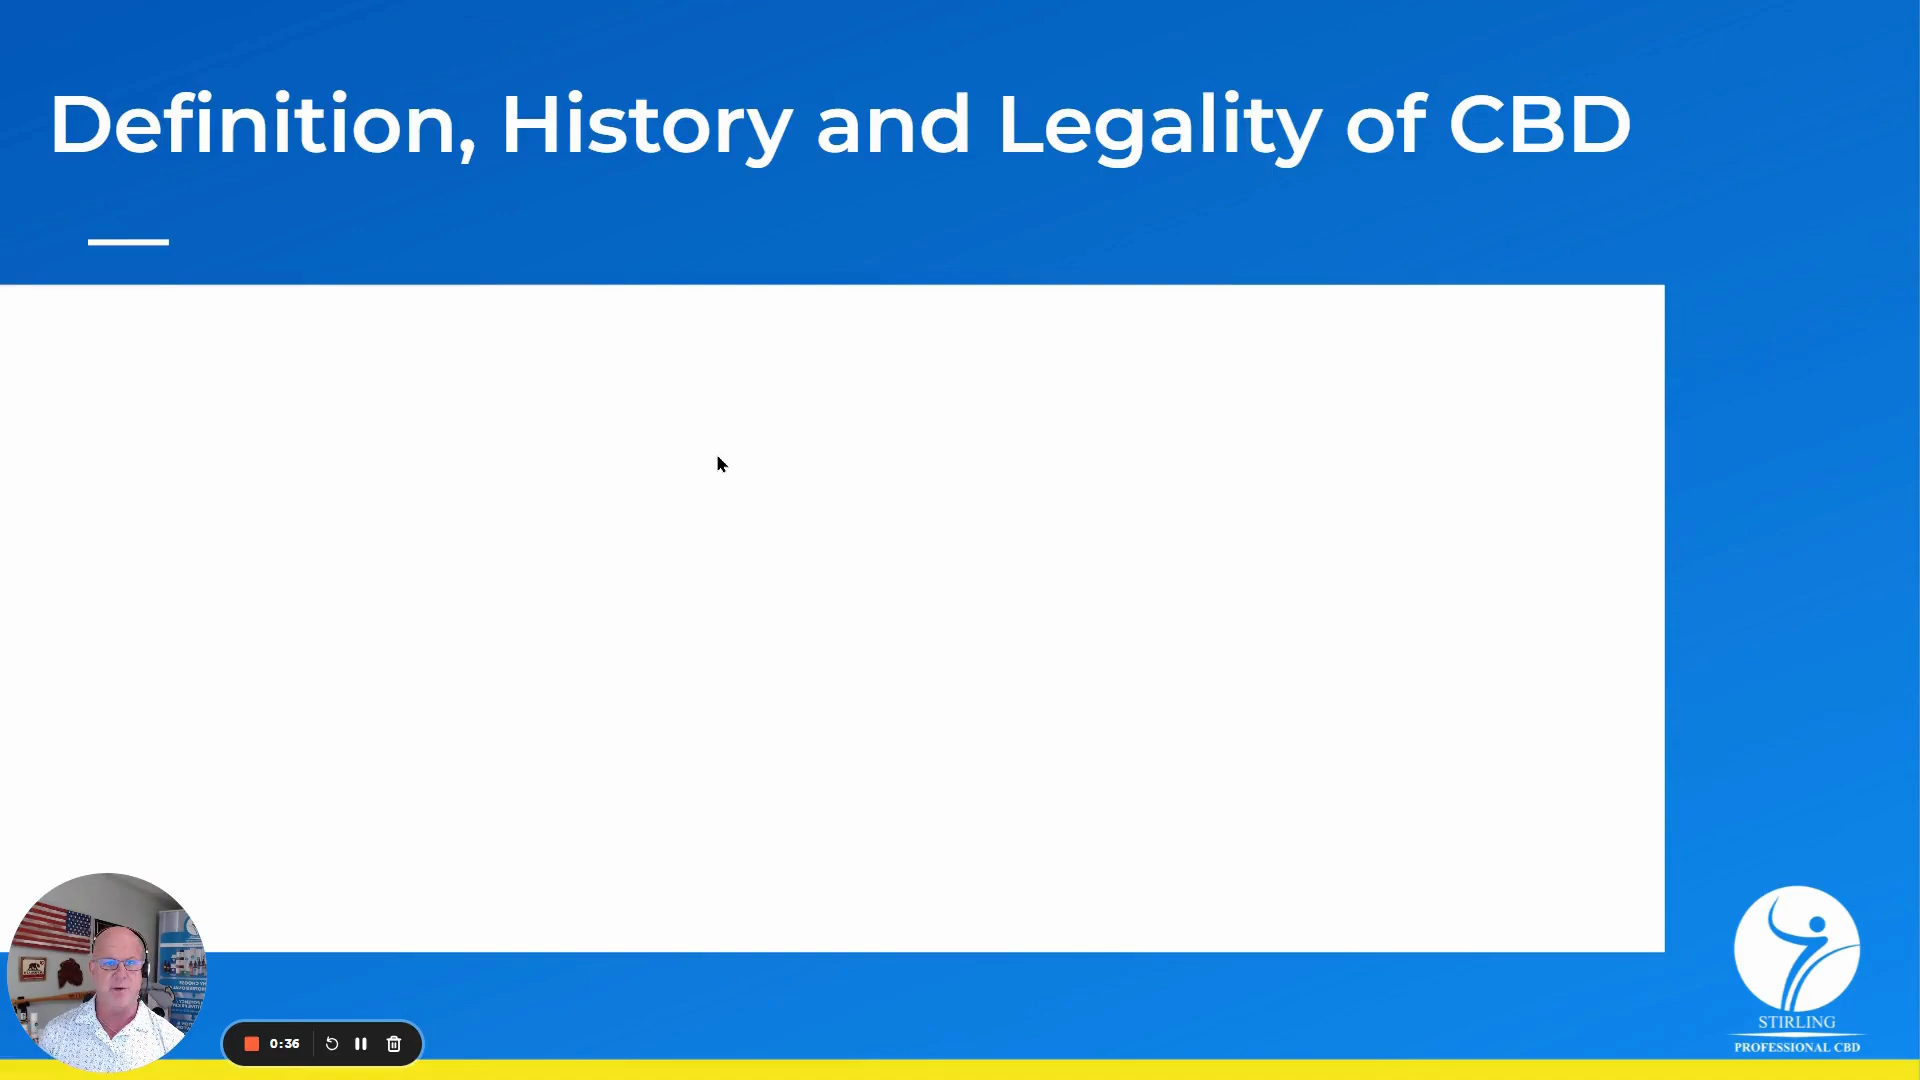 Definition, History and Legality of CBD
0:36
STIRLING
PROFESSIONAL CBD